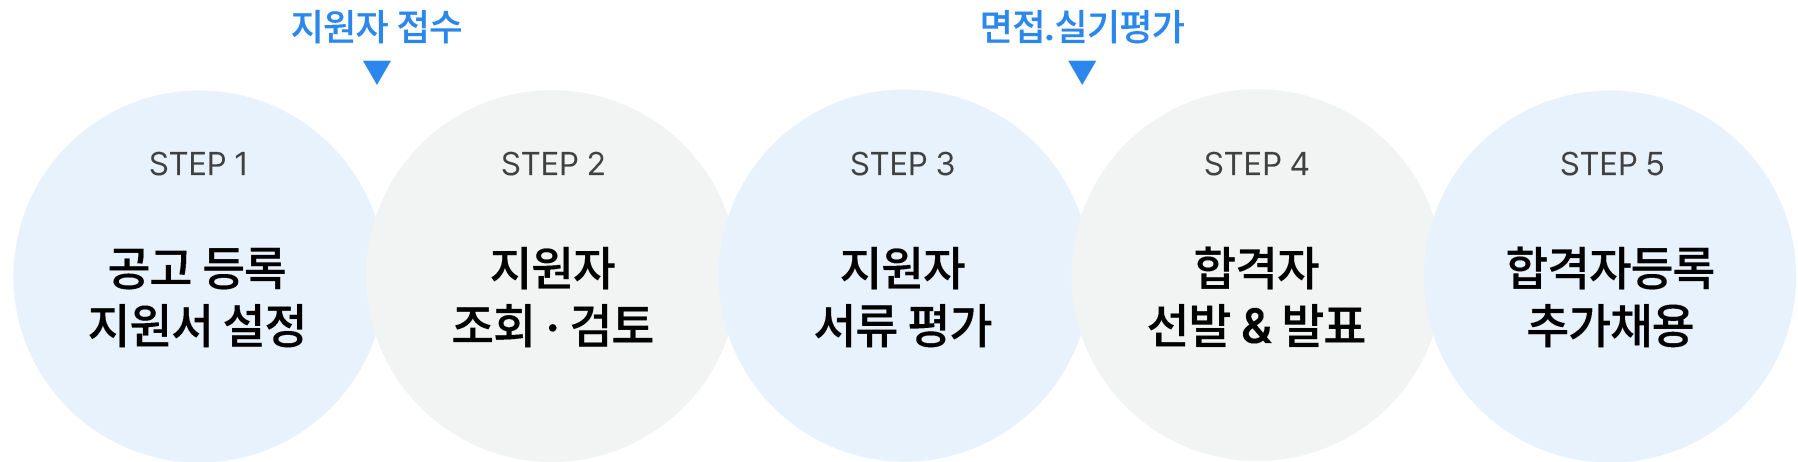 지원자 접수
면접.실기평가
STEP 1
공고 등록
지원서 설정
STEP 2
지원자
조회 · 검토
STEP 3
지원자
서류 평가
STEP 4
합격자
선발 & 발표
STEP 5
합격자등록
추가채용